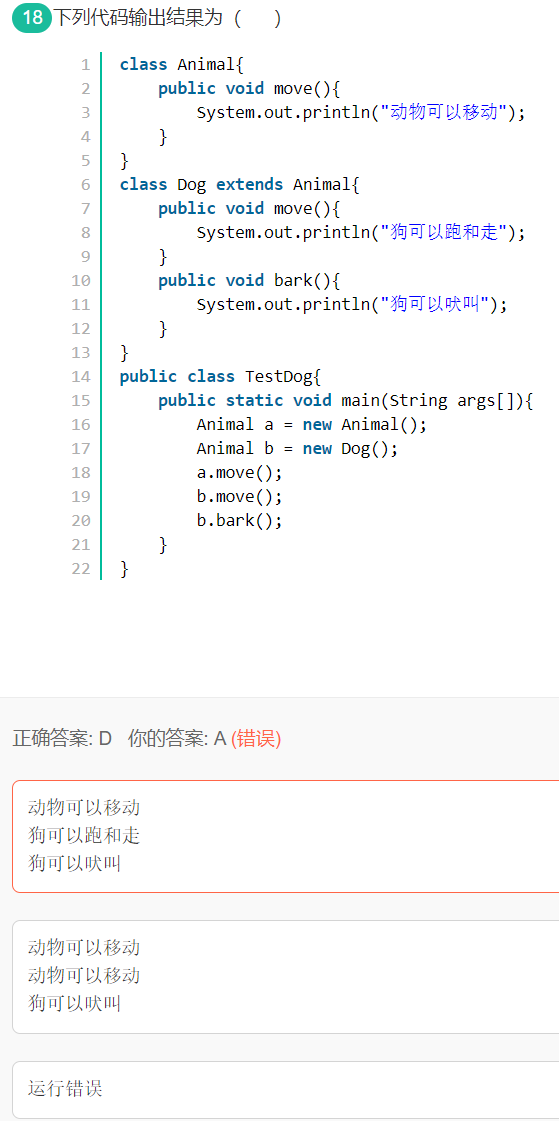 18 下列代码输出结果为（ ）
1 class Animal{
2     public void move(){
3         System.out.println("动物可以移动");
4     }
5 }
6 class Dog extends Animal{
7     public void move(){
8         System.out.println("狗可以跑和走");
9     }
10     public void bark(){
11         System.out.println("狗可以吠叫");
12     }
13 }
14 public class TestDog{
15     public static void main(String args[]){
16         Animal a = new Animal();
17         Animal b = new Dog();
18         a.move();
19         b.move();
20         b.bark();
21     }
22 }
正确答案: D 你的答案: A (错误)
动物可以移动
狗可以跑和走
狗可以吠叫
动物可以移动
动物可以移动
狗可以吠叫
运行错误